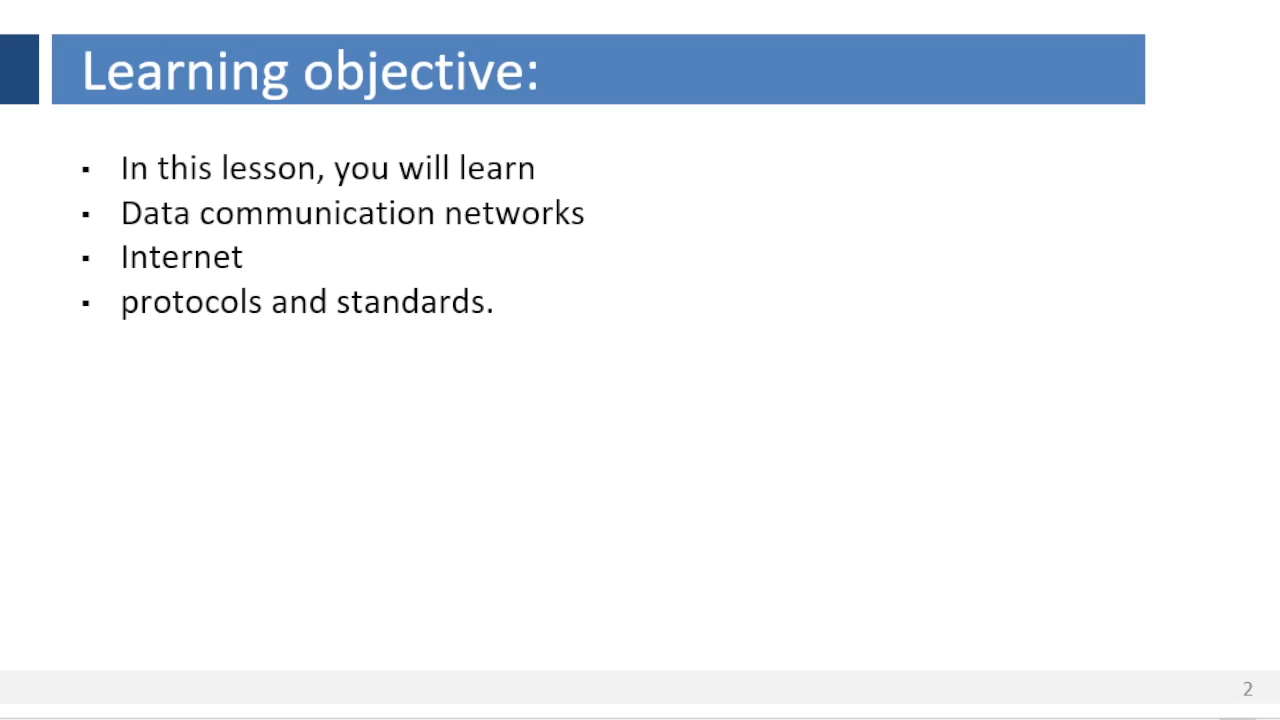 Learning objective:
▪ In this lesson, you will learn
▪ Data communication networks
▪ Internet
▪ protocols and standards.
2